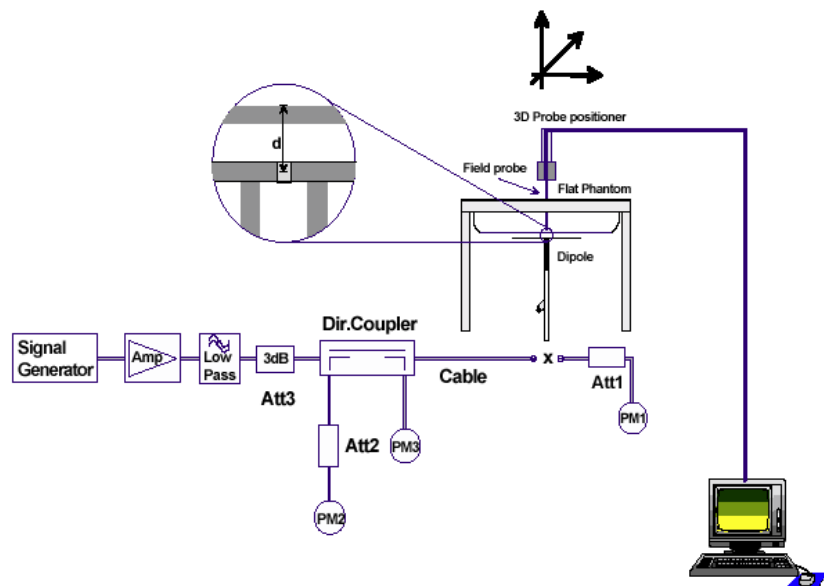 d
3D Probe positioner
Field probe
Flat Phantom
Dipole
Dir.Coupler
Signal
Generator
Amp
Low
Pass
3dB
Att3
Cable
x
Att1
PM1
Att2
PM3
PM2